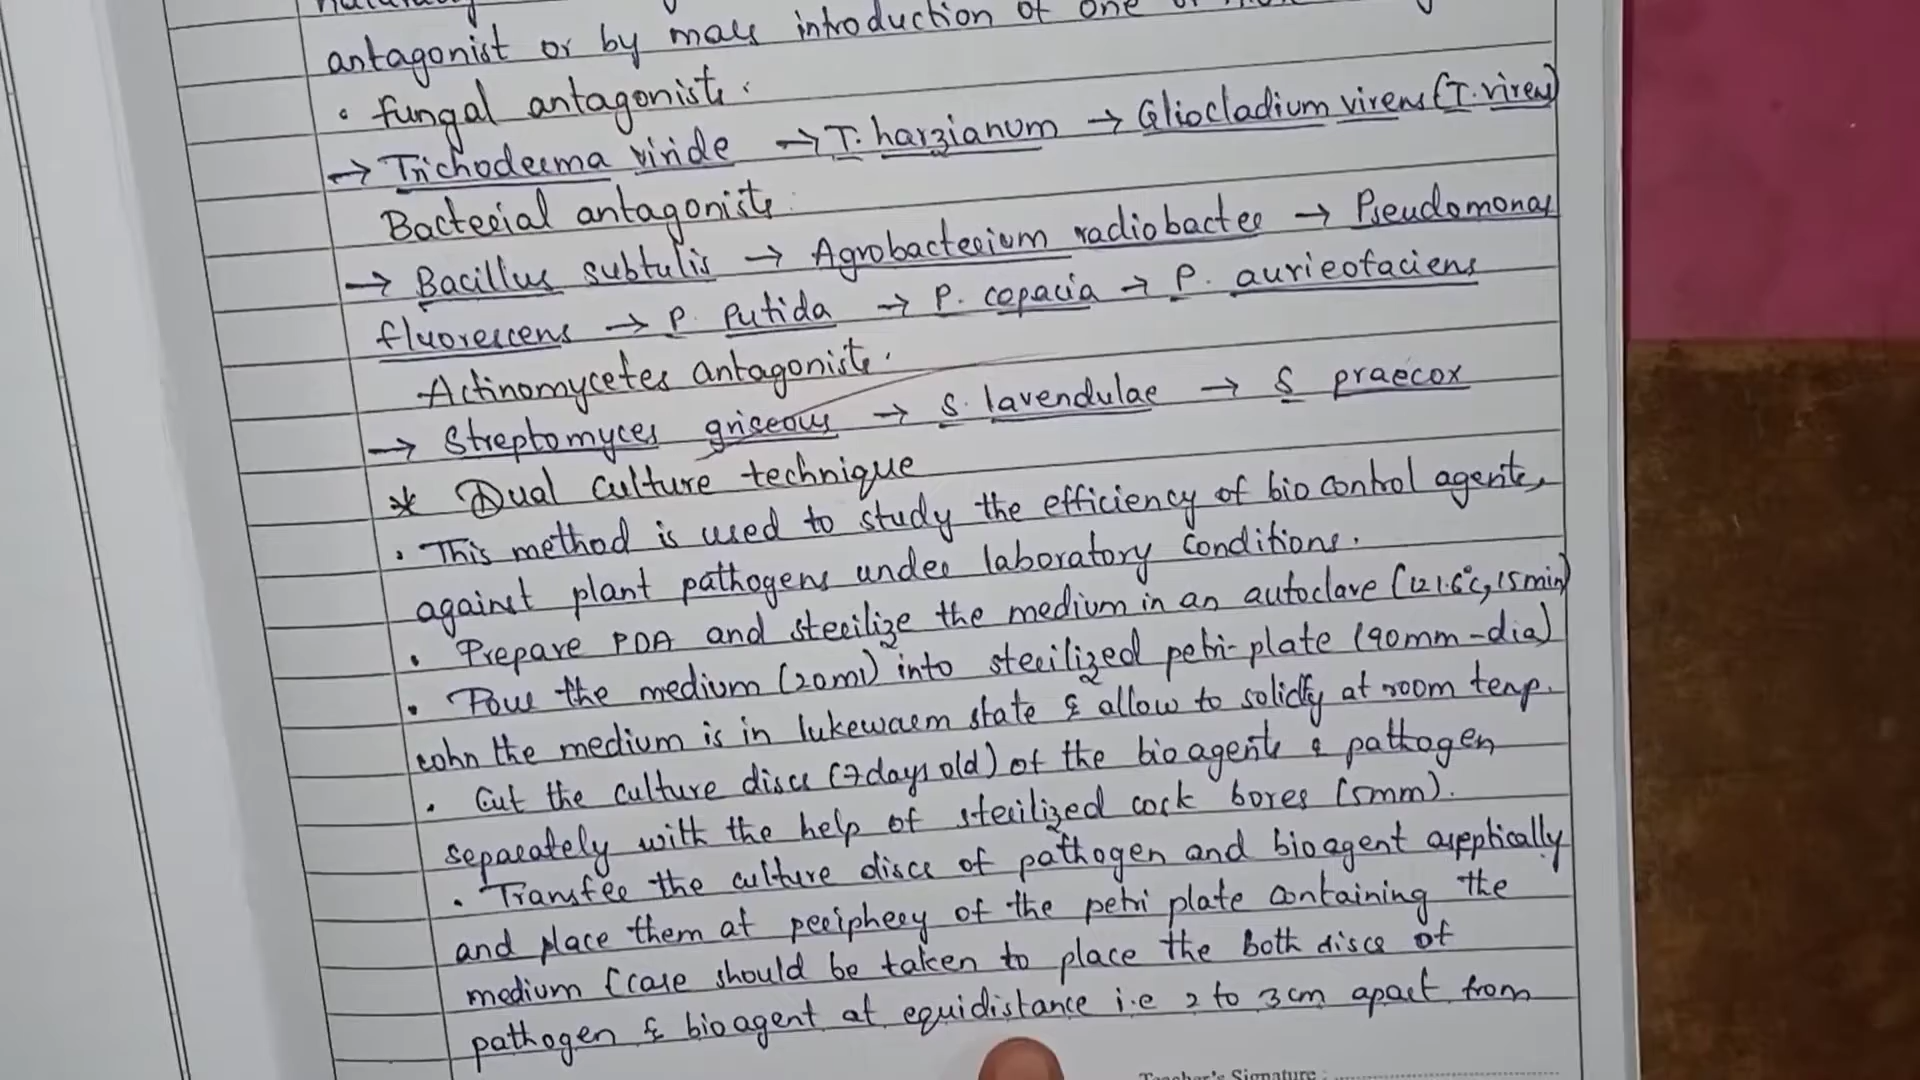 antagonist or by mass introduction of one
• fungal antagonists.
→ Trichoderma viride → T. harzianum → Gliocladium virens (T. virens)
Bacterial antagonists
→ Bacillus subtulis → Agrobacterium radiobacter → Pseudomonas
fluorescens → P. Putida → P. copacia → P. aurieofaciens
Actinomycetes antagonists.
→ Streptomyces griseous → S. lavendulae → S praecox
* Dual culture technique
• This method is used to study the efficiency of bio control agents,
against plant pathogens under laboratory conditions.
• Prepare PDA and sterilize the medium in an autoclave (121.6°c, 15min)
• Pour the medium (20ml) into sterilized petri-plate (90mm-dia)
wohn the medium is in lukewarm state & allow to solidfy at room temp.
• Cut the culture discs (7days old) of the bio agents & pathogen
separately with the help of sterilized cork bores (5mm).
• Transfer the culture discs of pathogen and bioagent aseptically
and place them at periphery of the petri plate containing the
medium (care should be taken to place the both discs of
pathogen & bioagent at equidistance i.e 2 to 3cm apart from
Teacher's Signature :